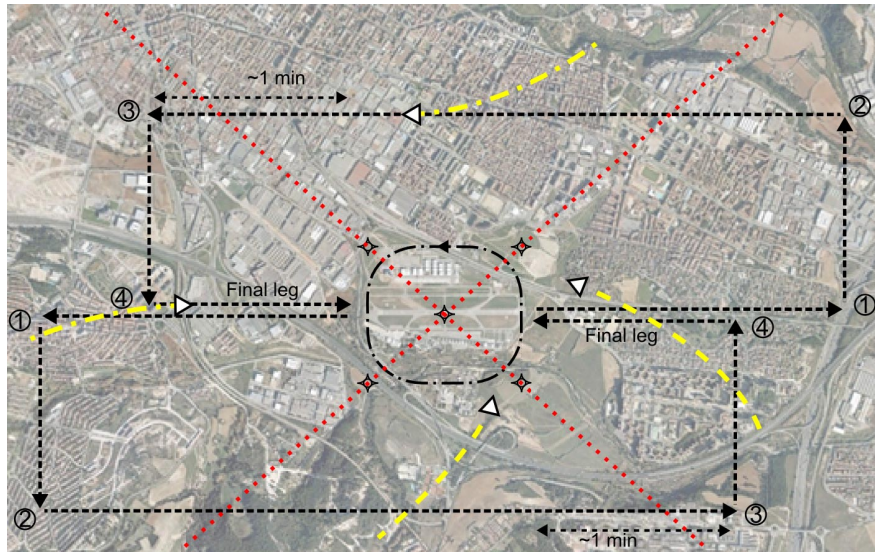 ~1 min
③
②
④
Final leg
①
①
Final leg
④
②
③
~1 min